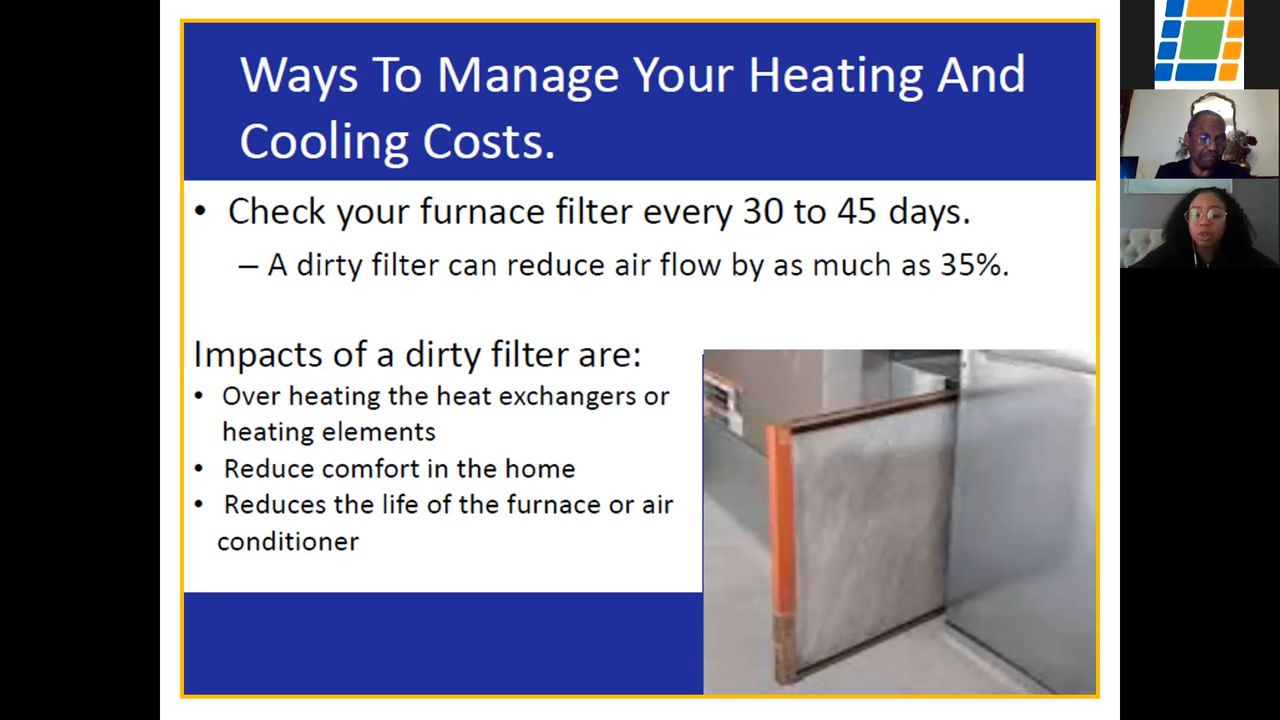 Ways To Manage Your Heating And
Cooling Costs.
• Check your furnace filter every 30 to 45 days.
– A dirty filter can reduce air flow by as much as 35%.
Impacts of a dirty filter are:
• Over heating the heat exchangers or
heating elements
• Reduce comfort in the home
• Reduces the life of the furnace or air
conditioner